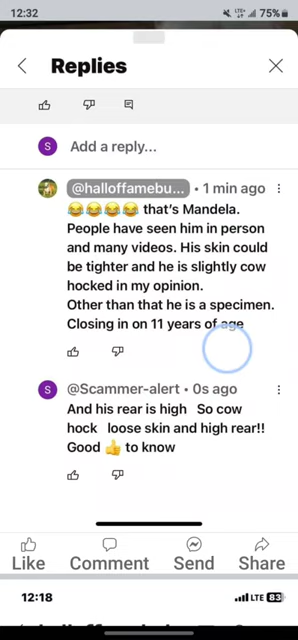 12:32
LTE+
75%
Replies
S
Add a reply...
@halloffamebu... • 1 min ago
😂😂😂😂 that's Mandela.
People have seen him in person
and many videos. His skin could
be tighter and he is slightly cow
hocked in my opinion.
Other than that he is a specimen.
Closing in on 11 years of age
S
@Scammer-alert • 0s ago
And his rear is high So cow
hock loose skin and high rear!!
Good 👍 to know
Like Comment Send Share
12:18
LTE 83